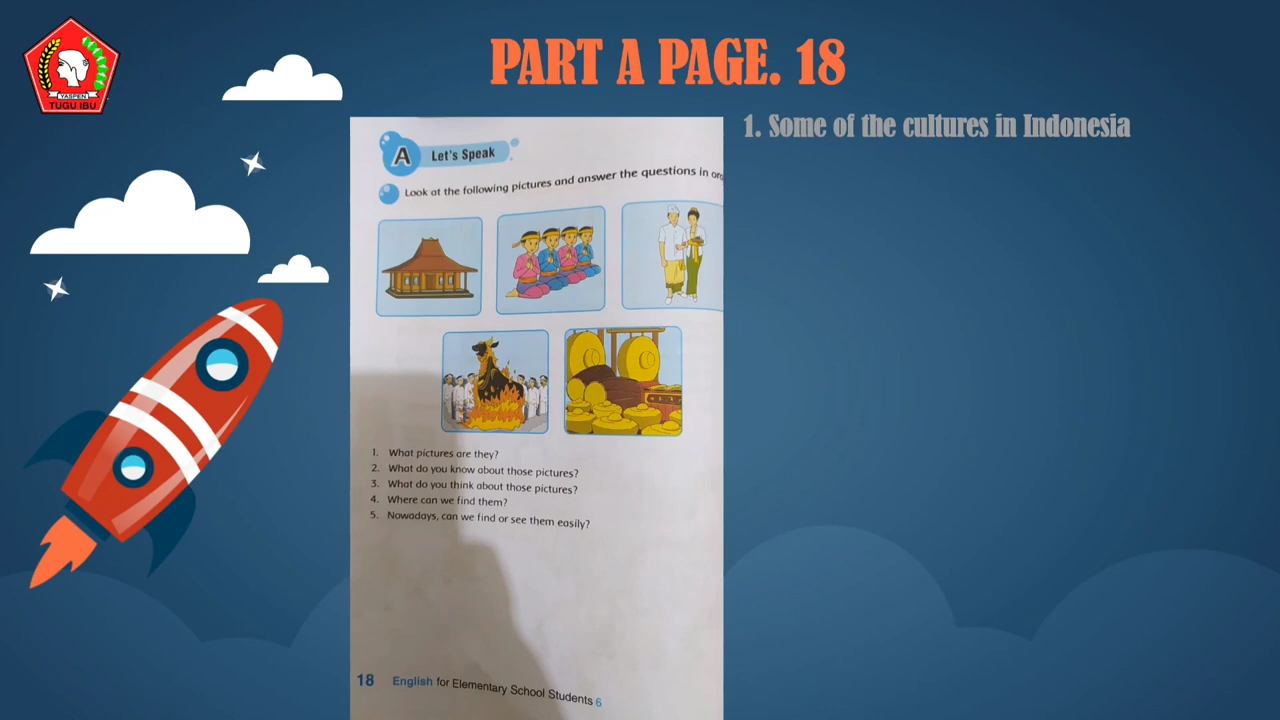 YASPEN
TUGU IBU
PART A PAGE. 18
1. Some of the cultures in Indonesia
A Let's Speak
Look at the following pictures and answer the questions in
1. What pictures are they?
2. What do you know about those pictures?
3. What do you think about those pictures?
4. Where can we find them?
5. Nowadays, can we find or see them easily?
18 English for Elementary School Students 6